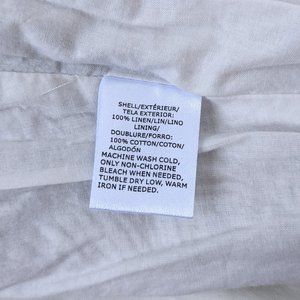 SHELL/EXTÉRIEUR/
TELA EXTERIOR:
100% LINEN/LIN/LINO
LINING/
DOUBLURE/FORRO:
100% COTTON/COTON/
ALGODÓN
MACHINE WASH COLD,
ONLY NON-CHLORINE
BLEACH WHEN NEEDED,
TUMBLE DRY LOW, WARM
IRON IF NEEDED.